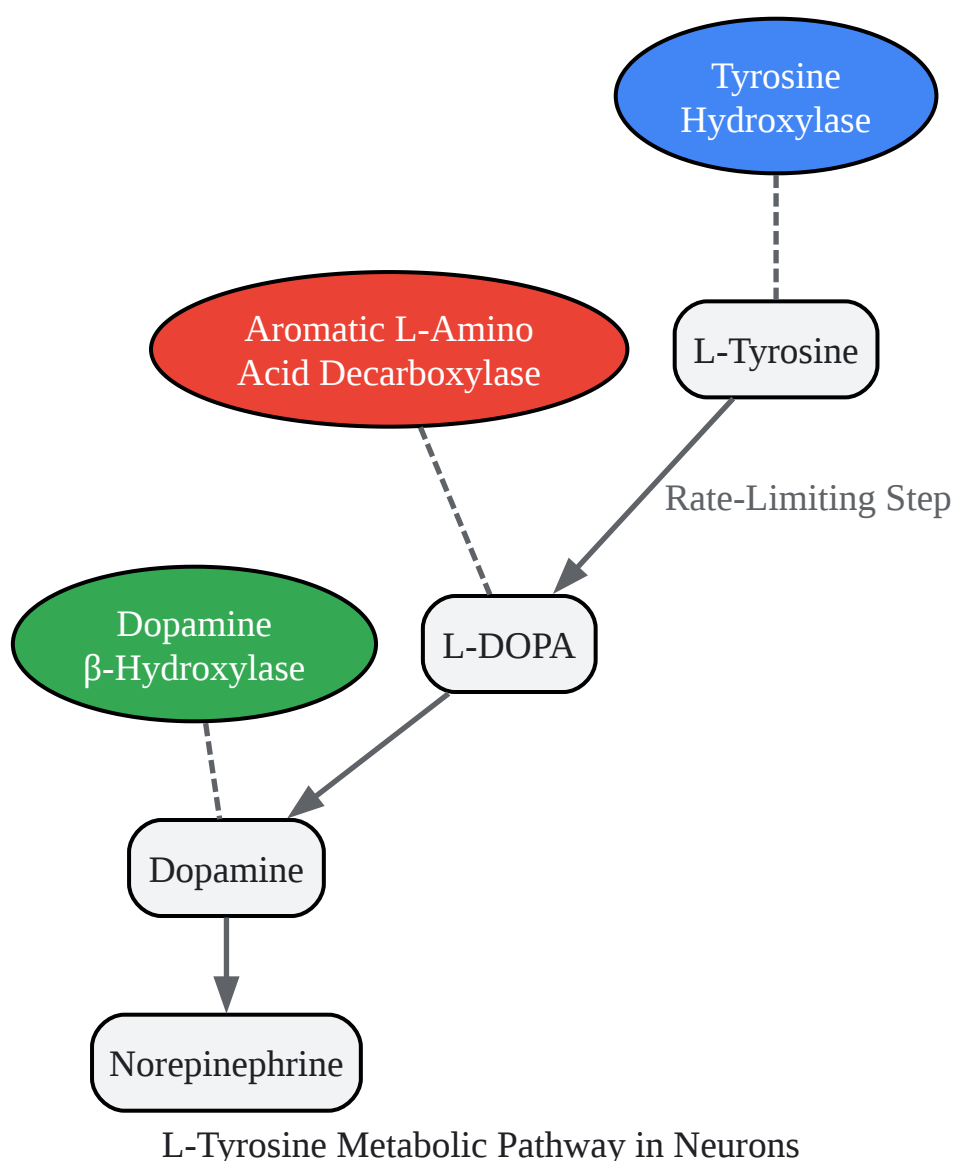 Tyrosine
Hydroxylase
Aromatic L-Amino
Acid Decarboxylase
L-Tyrosine
Rate-Limiting Step
Dopamine
β-Hydroxylase
L-DOPA
Dopamine
Norepinephrine
L-Tyrosine Metabolic Pathway in Neurons